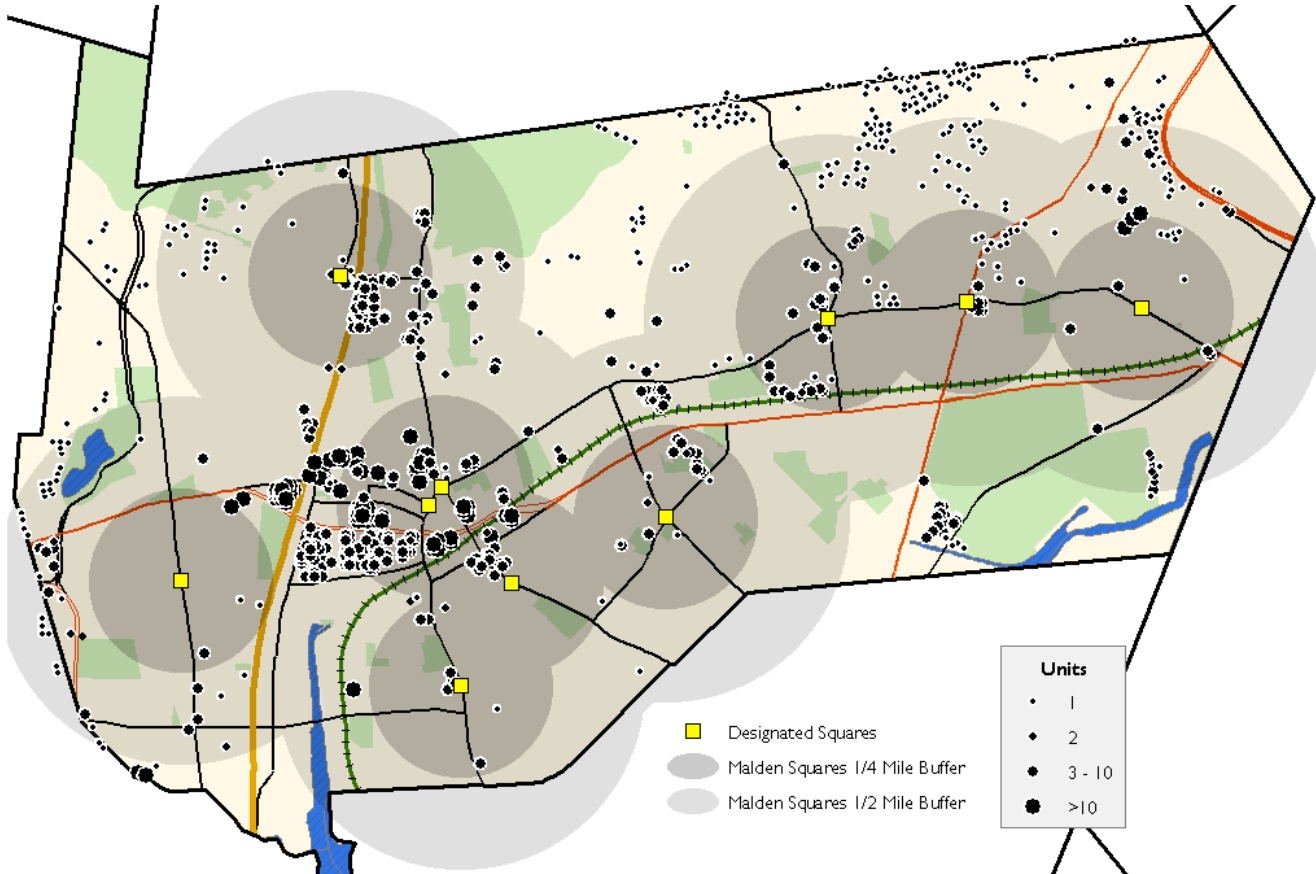 Units
1
2
3 - 10
>10
Designated Squares
Malden Squares 1/4 Mile Buffer
Malden Squares 1/2 Mile Buffer